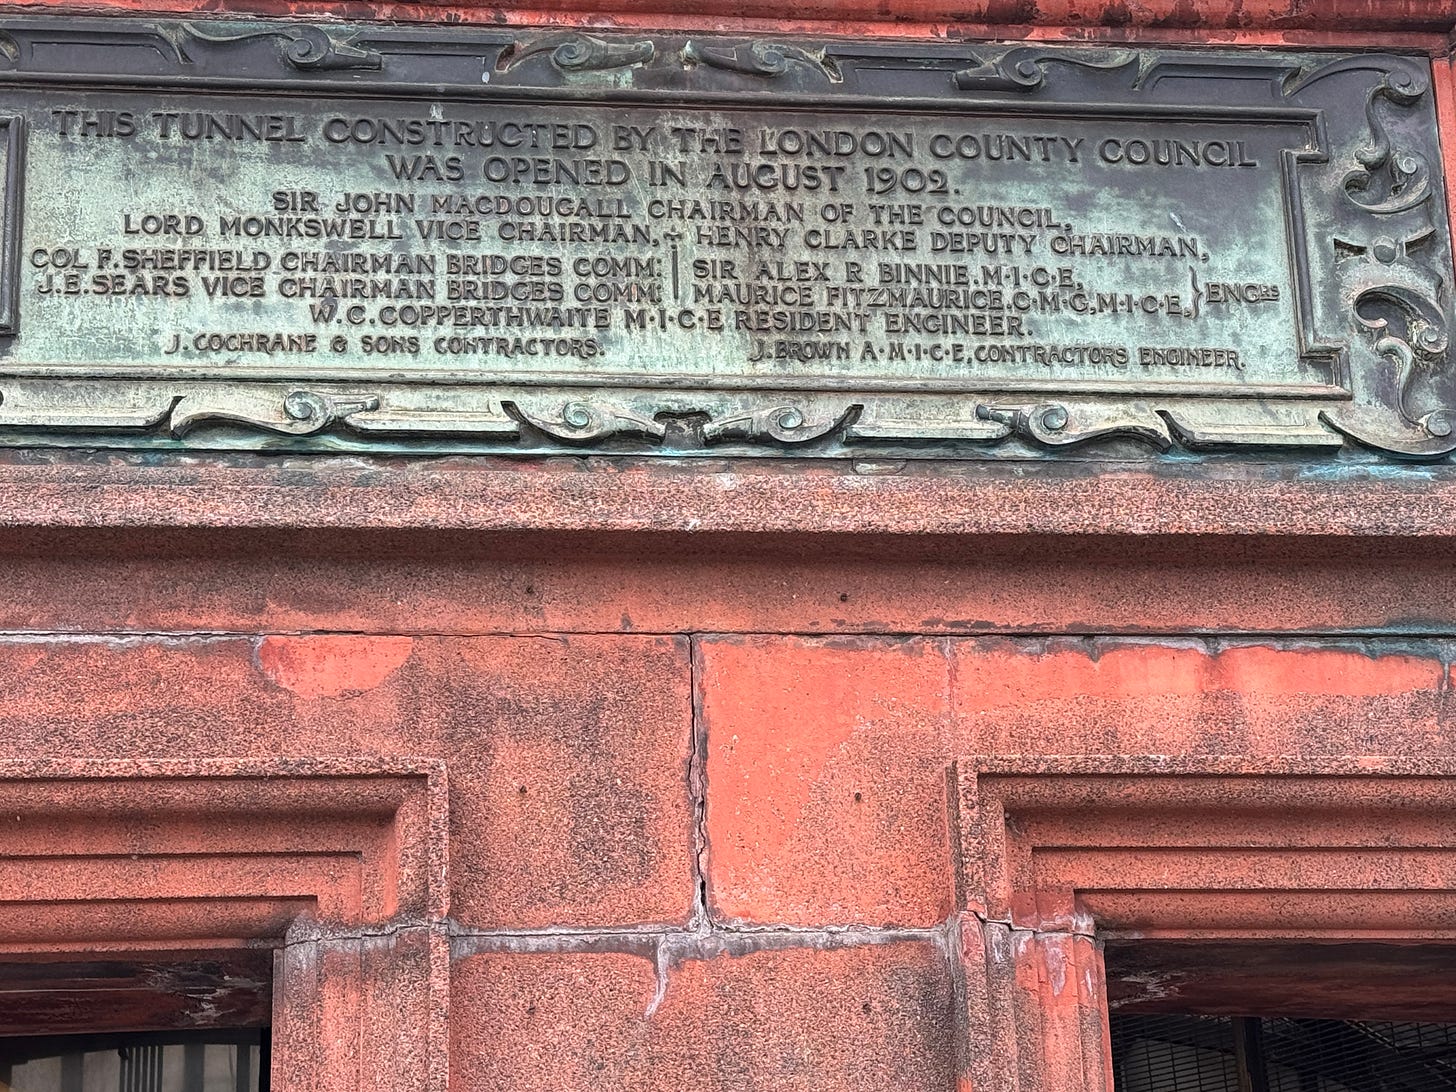 THIS TUNNEL CONSTRUCTED BY THE LONDON COUNTY COUNCIL
WAS OPENED IN AUGUST 1902.
SIR JOHN MACDOUGALL CHAIRMAN OF THE COUNCIL,
LORD MONKSWELL VICE CHAIRMAN, HENRY CLARKE DEPUTY CHAIRMAN,
COL F. SHEFFIELD CHAIRMAN BRIDGES COMM: SIR ALEX R BINNIE. M·I·C·E,
J.E. SEARS VICE CHAIRMAN BRIDGES COMM: MAURICE FITZMAURICE. C·M·G, M·I·C·E, } ENGRS
W. C. COPPERTHWAITE M·I·C·E RESIDENT ENGINEER.
J. COCHRANE & SONS CONTRACTORS. J. BROWN A·M·I·C·E, CONTRACTORS ENGINEER.